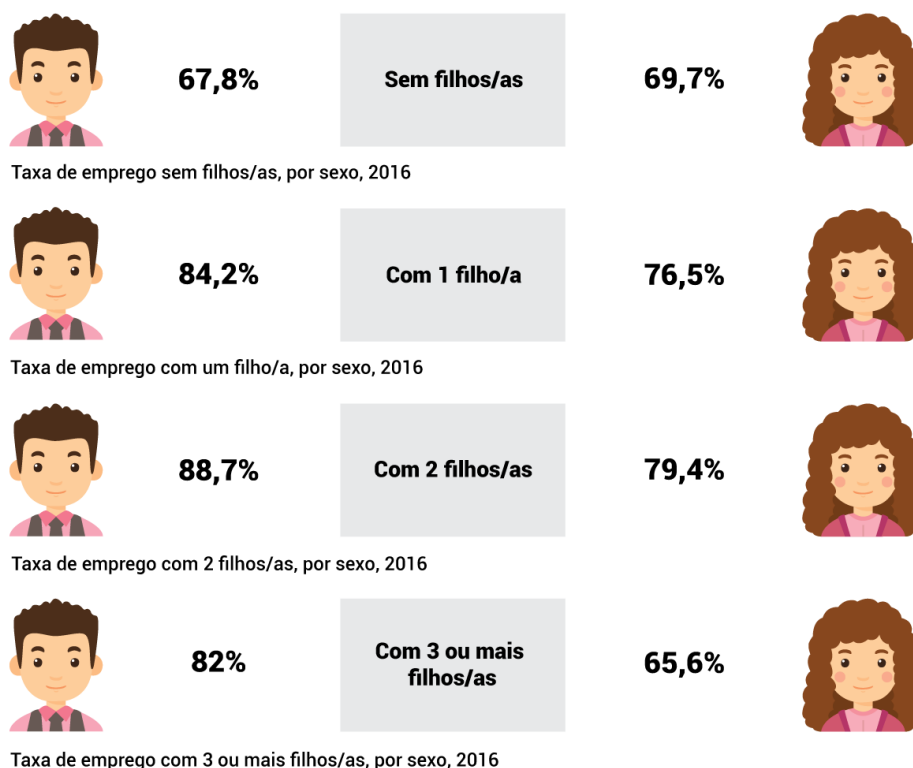 67,8%
Sem filhos/as
69,7%
Taxa de emprego sem filhos/as, por sexo, 2016
84,2%
Com 1 filho/a
76,5%
Taxa de emprego com um filho/a, por sexo, 2016
88,7%
Com 2 filhos/as
79,4%
Taxa de emprego com 2 filhos/as, por sexo, 2016
82%
Com 3 ou mais
filhos/as
65,6%
Taxa de emprego com 3 ou mais filhos/as, por sexo, 2016